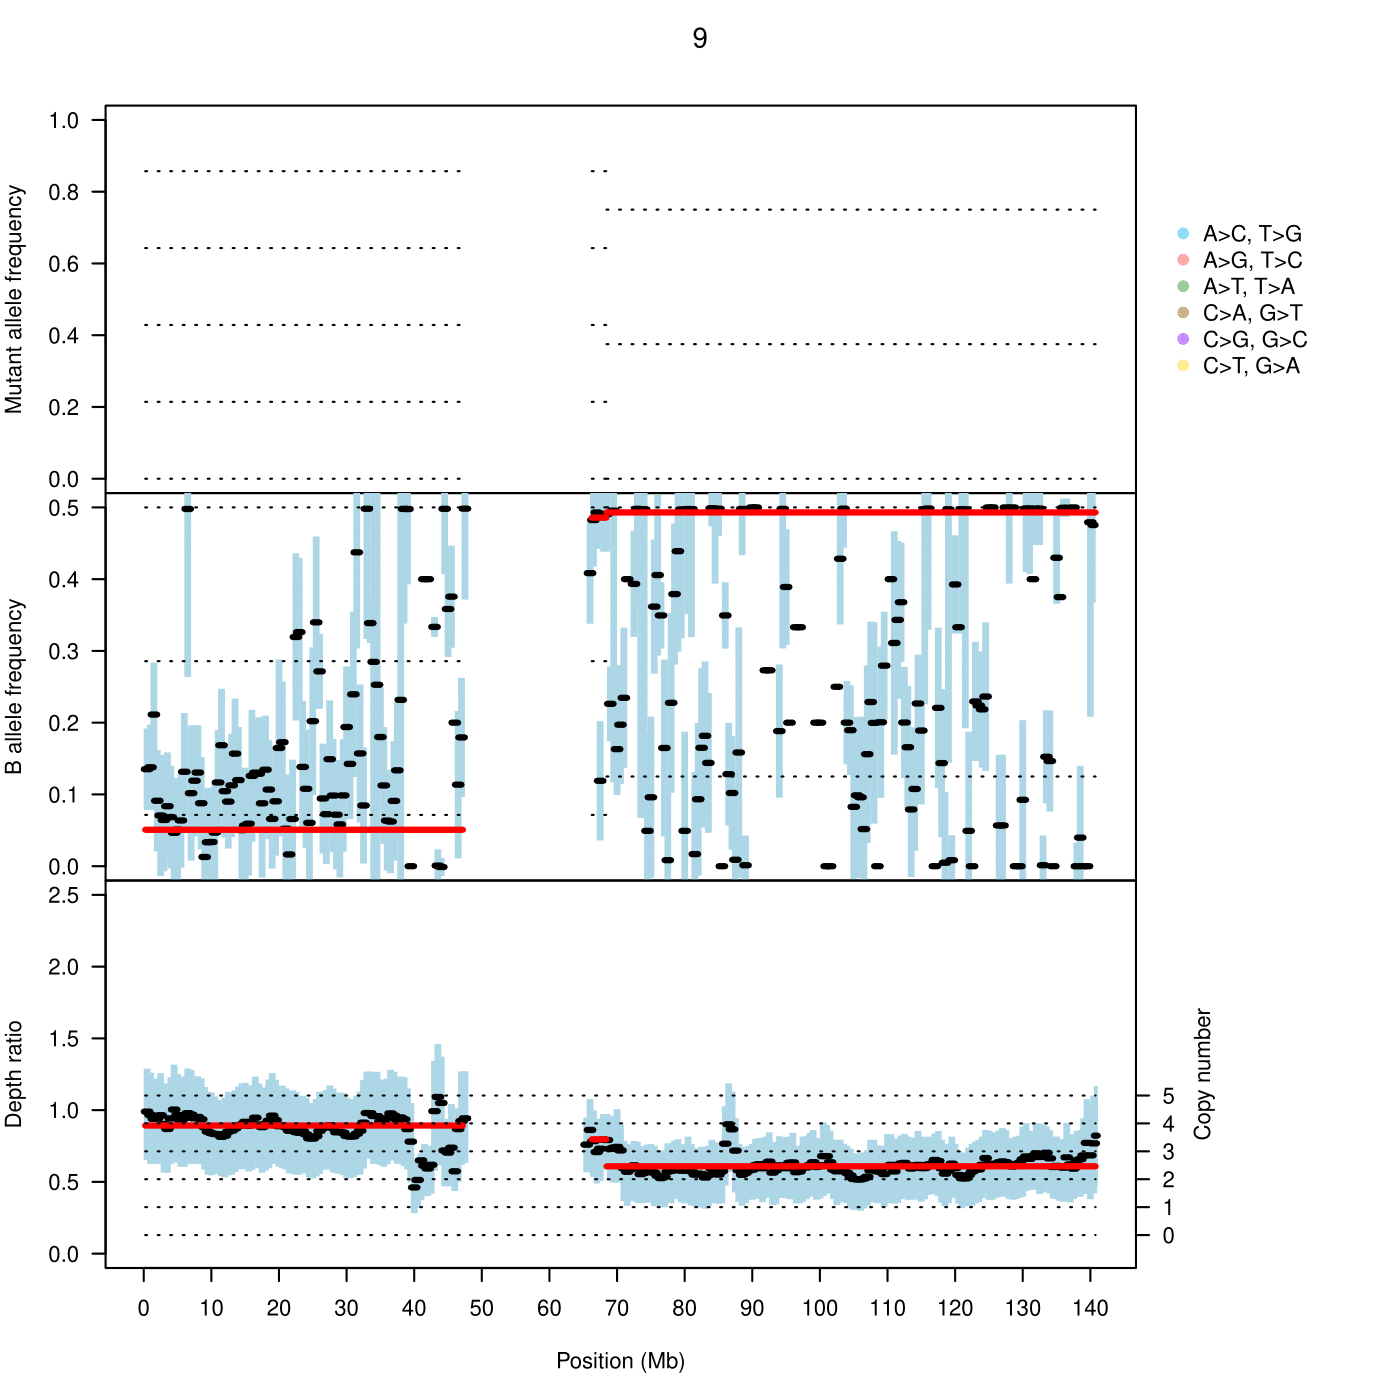 9
Mutant allele frequency
1.0
0.8
0.6
0.4
0.2
0.0
A>C, T>G
A>G, T>C
A>T, T>A
C>A, G>T
C>G, G>C
C>T, G>A
B allele frequency
0.5
0.4
0.3
0.2
0.1
0.0
Depth ratio
2.5
2.0
1.5
1.0
0.5
0.0
Copy number
5
4
3
2
1
0
0 10 20 30 40 50 60 70 80 90 100 110 120 130 140
Position (Mb)